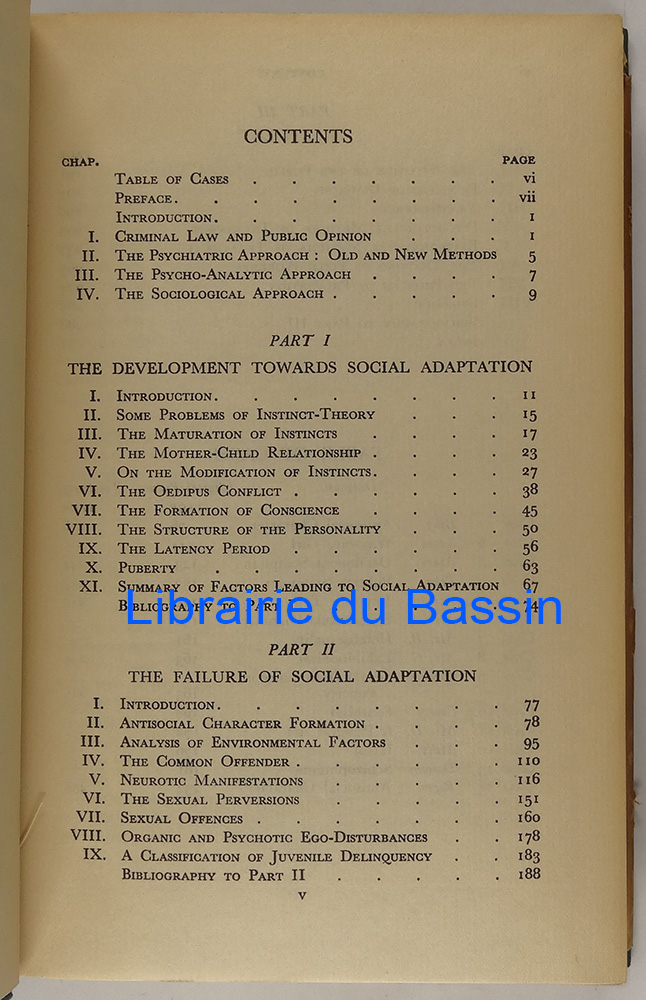 CONTENTS
CHAP. PAGE
TABLE OF CASES . . . . . . . vi
PREFACE. . . . . . . . . vii
INTRODUCTION. . . . . . . . 1
I. CRIMINAL LAW AND PUBLIC OPINION . . . 1
II. THE PSYCHIATRIC APPROACH : OLD AND NEW METHODS 5
III. THE PSYCHO-ANALYTIC APPROACH . . . . 7
IV. THE SOCIOLOGICAL APPROACH . . . . . 9
PART I
THE DEVELOPMENT TOWARDS SOCIAL ADAPTATION
I. INTRODUCTION. . . . . . . . 11
II. SOME PROBLEMS OF INSTINCT-THEORY . . . 15
III. THE MATURATION OF INSTINCTS . . . . 17
IV. THE MOTHER-CHILD RELATIONSHIP . . . . 23
V. ON THE MODIFICATION OF INSTINCTS. . . . 27
VI. THE OEDIPUS CONFLICT . . . . . . 38
VII. THE FORMATION OF CONSCIENCE . . . . 45
VIII. THE STRUCTURE OF THE PERSONALITY . . . 50
IX. THE LATENCY PERIOD . . . . . . 56
X. PUBERTY . . . . . . . . 63
XI. SUMMARY OF FACTORS LEADING TO SOCIAL ADAPTATION 67
BIBLIOGRAPHY TO PART I . . . . . 74
Librairie du Bassin
PART II
THE FAILURE OF SOCIAL ADAPTATION
I. INTRODUCTION. . . . . . . . 77
II. ANTISOCIAL CHARACTER FORMATION . . . . 78
III. ANALYSIS OF ENVIRONMENTAL FACTORS . . . 95
IV. THE COMMON OFFENDER . . . . . . 110
V. NEUROTIC MANIFESTATIONS . . . . . 116
VI. THE SEXUAL PERVERSIONS . . . . . 151
VII. SEXUAL OFFENCES . . . . . . . 160
VIII. ORGANIC AND PSYCHOTIC EGO-DISTURBANCES . . 178
IX. A CLASSIFICATION OF JUVENILE DELINQUENCY . . 183
BIBLIOGRAPHY TO PART II . . . . . 188
v